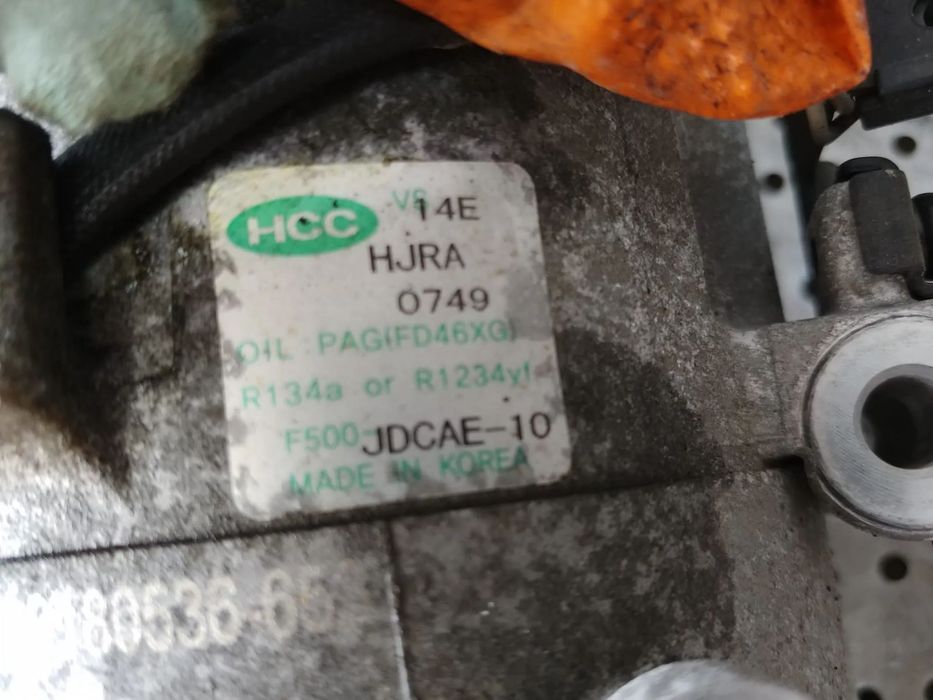 HCC VS 14E
HJRA
0749
OIL PAG(FD46XG)
R134a or R1234yf
F500-JDCAE-10
MADE IN KOREA